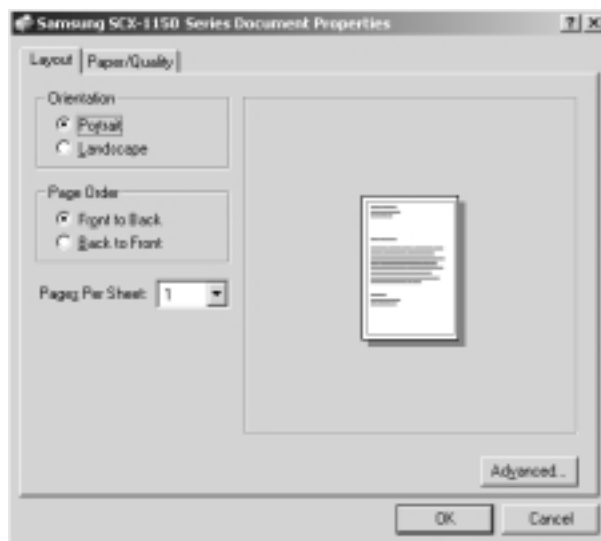 Samsung SCX-1150 Series Document Properties
Layout
Paper/Quality
Orientation
Portrait
Landscape
Page Order
Front to Back
Back to Front
Pages Per Sheet: 1
Advanced...
OK
Cancel